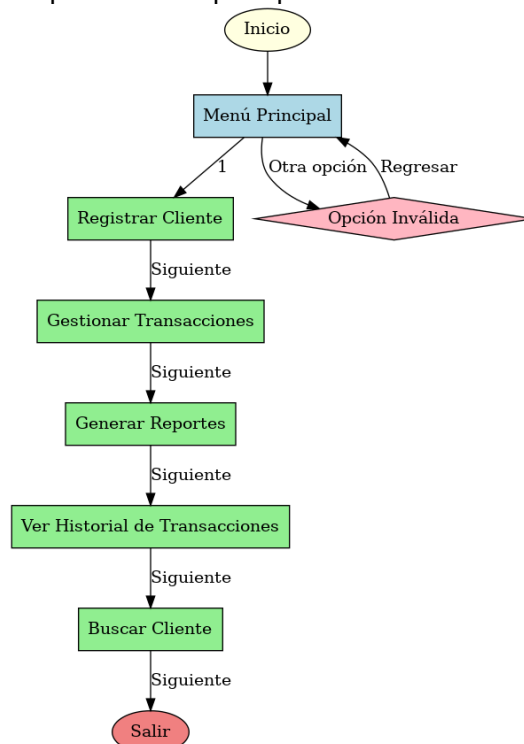 Inicio
Menú Principal
1
Otra opción
Regresar
Registrar Cliente
Opción Inválida
Siguiente
Gestionar Transacciones
Siguiente
Generar Reportes
Siguiente
Ver Historial de Transacciones
Siguiente
Buscar Cliente
Siguiente
Salir